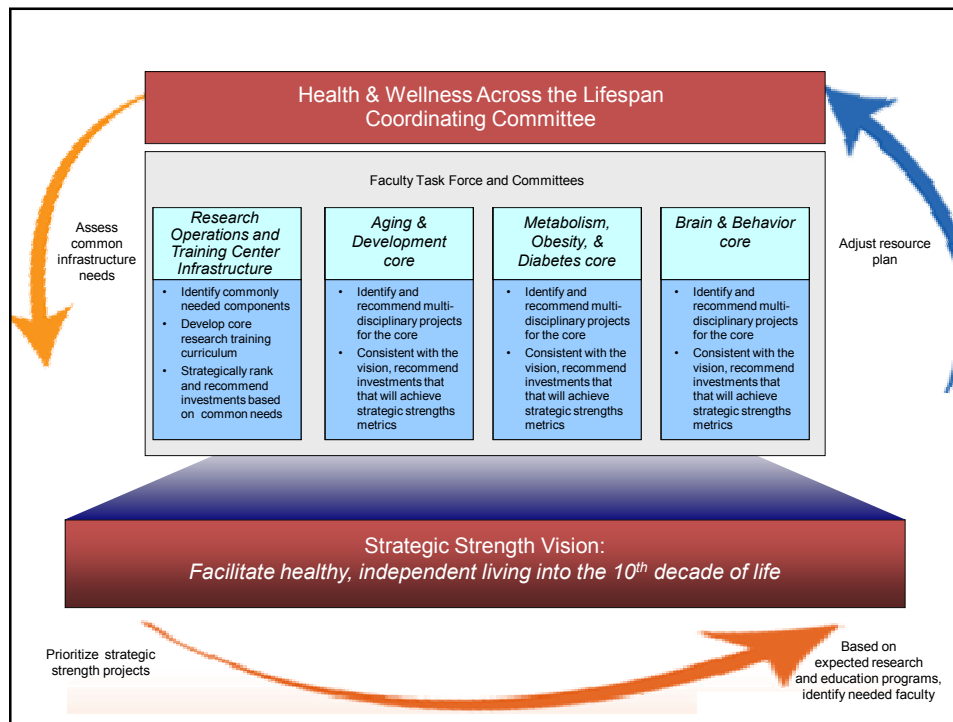 Health & Wellness Across the Lifespan
Coordinating Committee
Faculty Task Force and Committees
Assess
common
infrastructure
needs
Research
Operations and
Training Center
Infrastructure
• Identify commonly
needed components
• Develop core
research training
curriculum
• Strategically rank
and recommend
investments based
on common needs
Aging &
Development
core
• Identify and
recommend multi-
disciplinary projects
for the core
• Consistent with the
vision, recommend
investments that
that will achieve
strategic strengths
metrics
Metabolism,
Obesity, &
Diabetes core
• Identify and
recommend multi-
disciplinary projects
for the core
• Consistent with the
vision, recommend
investments that
that will achieve
strategic strengths
metrics
Brain & Behavior
core
• Identify and
recommend multi-
disciplinary projects
for the core
• Consistent with the
vision, recommend
investments that
that will achieve
strategic strengths
metrics
Adjust resource
plan
Strategic Strength Vision:
Facilitate healthy, independent living into the 10th decade of life
Prioritize strategic
strength projects
Based on
expected research
and education programs,
identify needed faculty